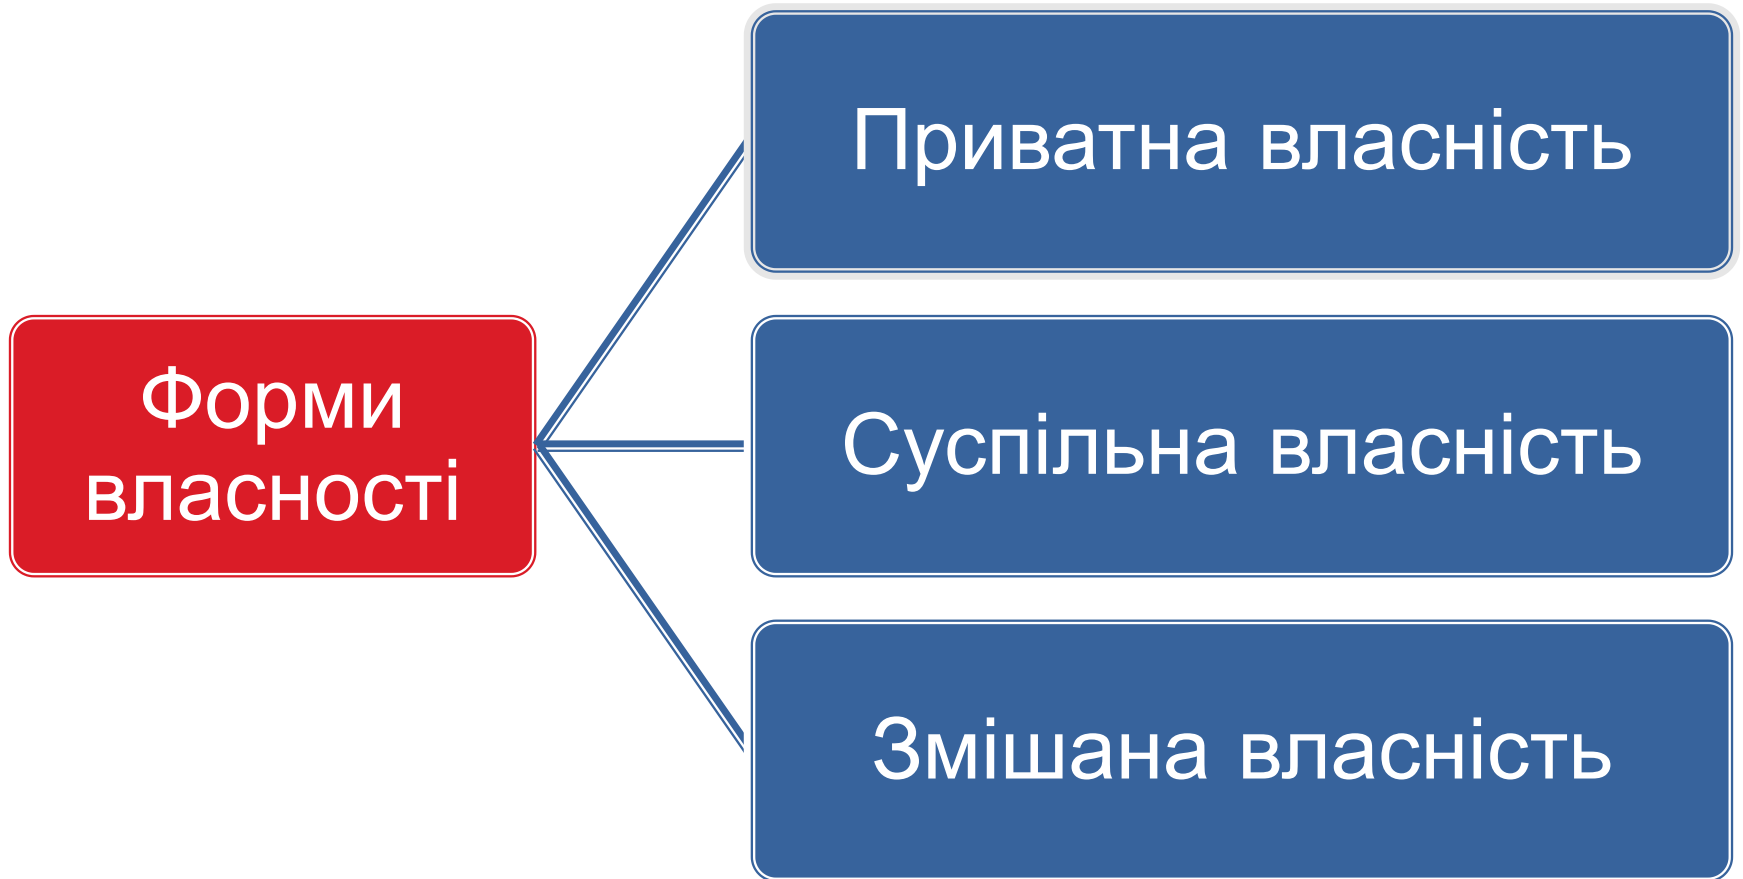 Форми
власності
Приватна власність
Суспільна власність
Змішана власність